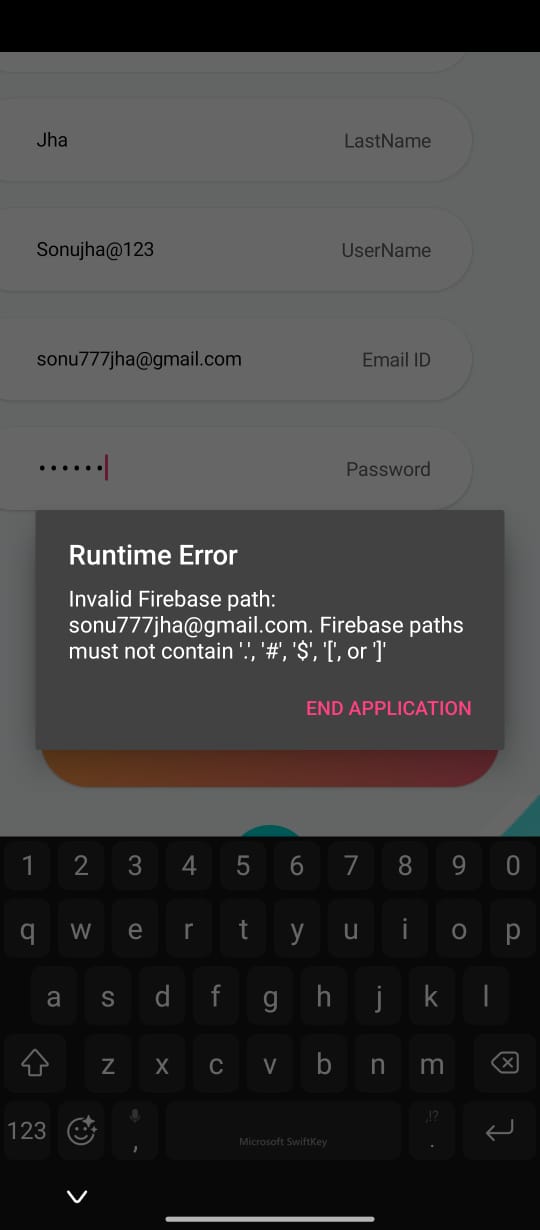 Jha LastName
Sonujha@123 UserName
sonu777jha@gmail.com Email ID
•••••• Password
Runtime Error
Invalid Firebase path:
sonu777jha@gmail.com. Firebase paths
must not contain '.', '#', '$', '[', or ']'
END APPLICATION
1 2 3 4 5 6 7 8 9 0
q w e r t y u i o p
a s d f g h j k l
z x c v b n m
123 , Microsoft SwiftKey ,!? .